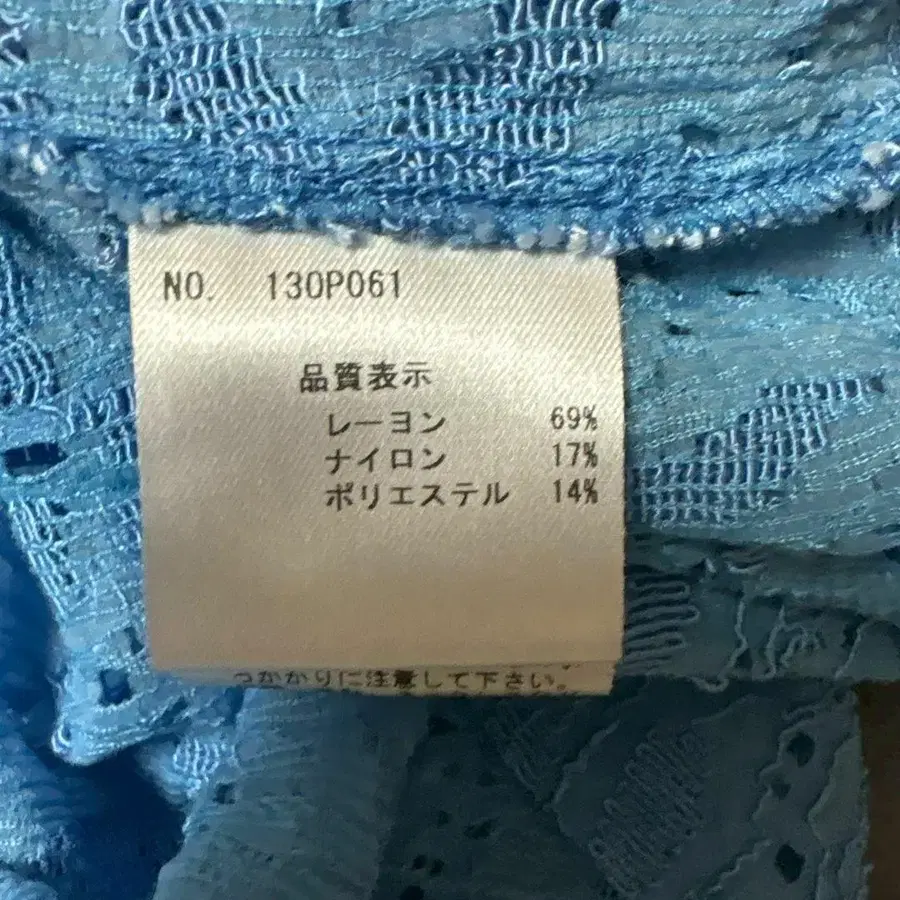 NO. 130P061
品質表示
レーヨン 69%
ナイロン 17%
ポリエステル 14%
っかかりに注意して下さい。